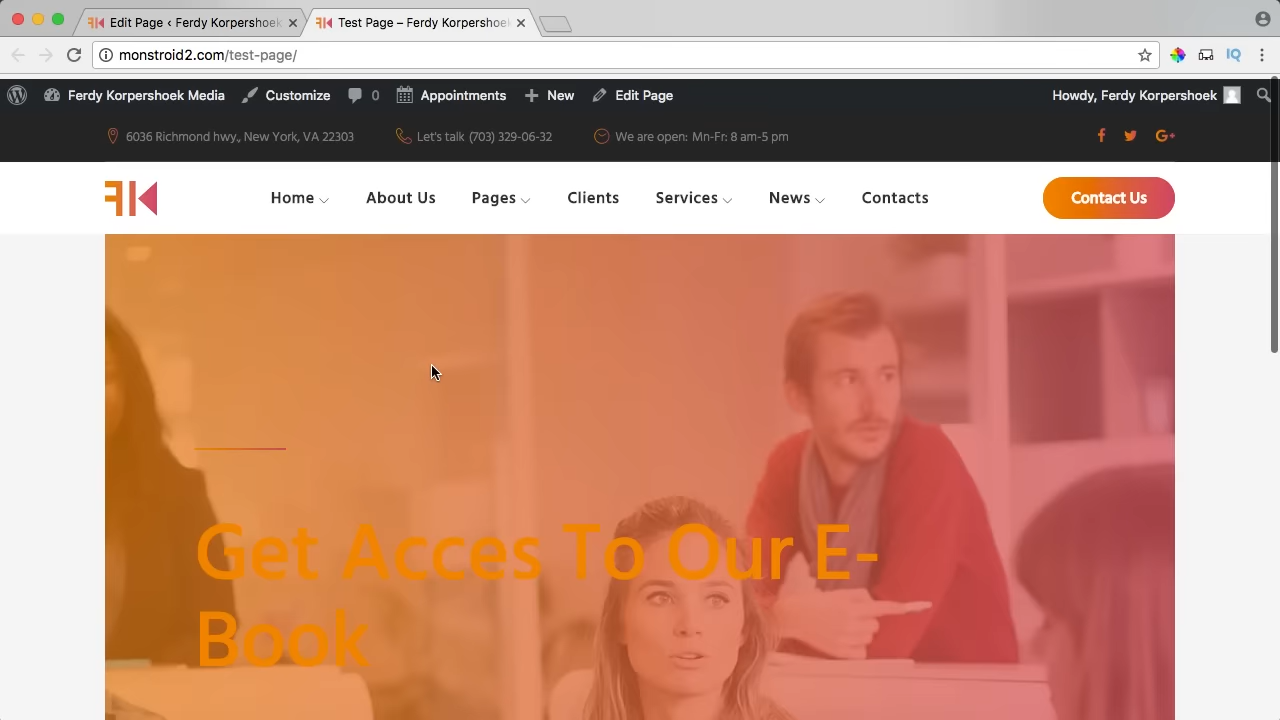 Edit Page ‹ Ferdy Korpershoek
Test Page – Ferdy Korpershoek
monstroid2.com/test-page/
Ferdy Korpershoek Media
Customize
0
Appointments
New
Edit Page
Howdy, Ferdy Korpershoek
6036 Richmond hwy., New York, VA 22303
Let's talk (703) 329-06-32
We are open: Mn-Fr: 8 am-5 pm
G+
Home
About Us
Pages
Clients
Services
News
Contacts
Contact Us
Get Acces To Our E-
Book